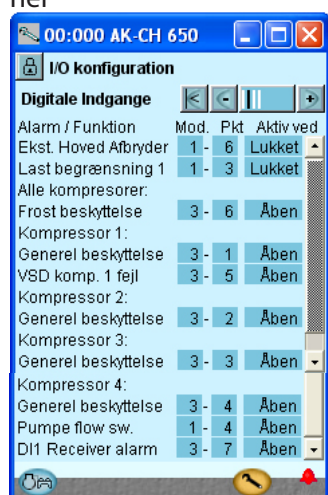 00:000 AK-CH 650
I/O konfiguration
Digitale Indgange
Alarm / Funktion Mod. Pkt Aktiv ved
Ekst. Hoved Afbryder 1 - 6 Lukket
Last begrænsning 1 1 - 3 Lukket
Alle kompresorer:
Frost beskyttelse 3 - 6 Åben
Kompressor 1:
Generel beskyttelse 3 - 1 Åben
VSD komp. 1 fejl 3 - 5 Åben
Kompressor 2:
Generel beskyttelse 3 - 2 Åben
Kompressor 3:
Generel beskyttelse 3 - 3 Åben
Kompressor 4:
Generel beskyttelse 3 - 4 Åben
Pumpe flow sw. 1 - 4 Åben
DI1 Receiver alarm 3 - 7 Åben